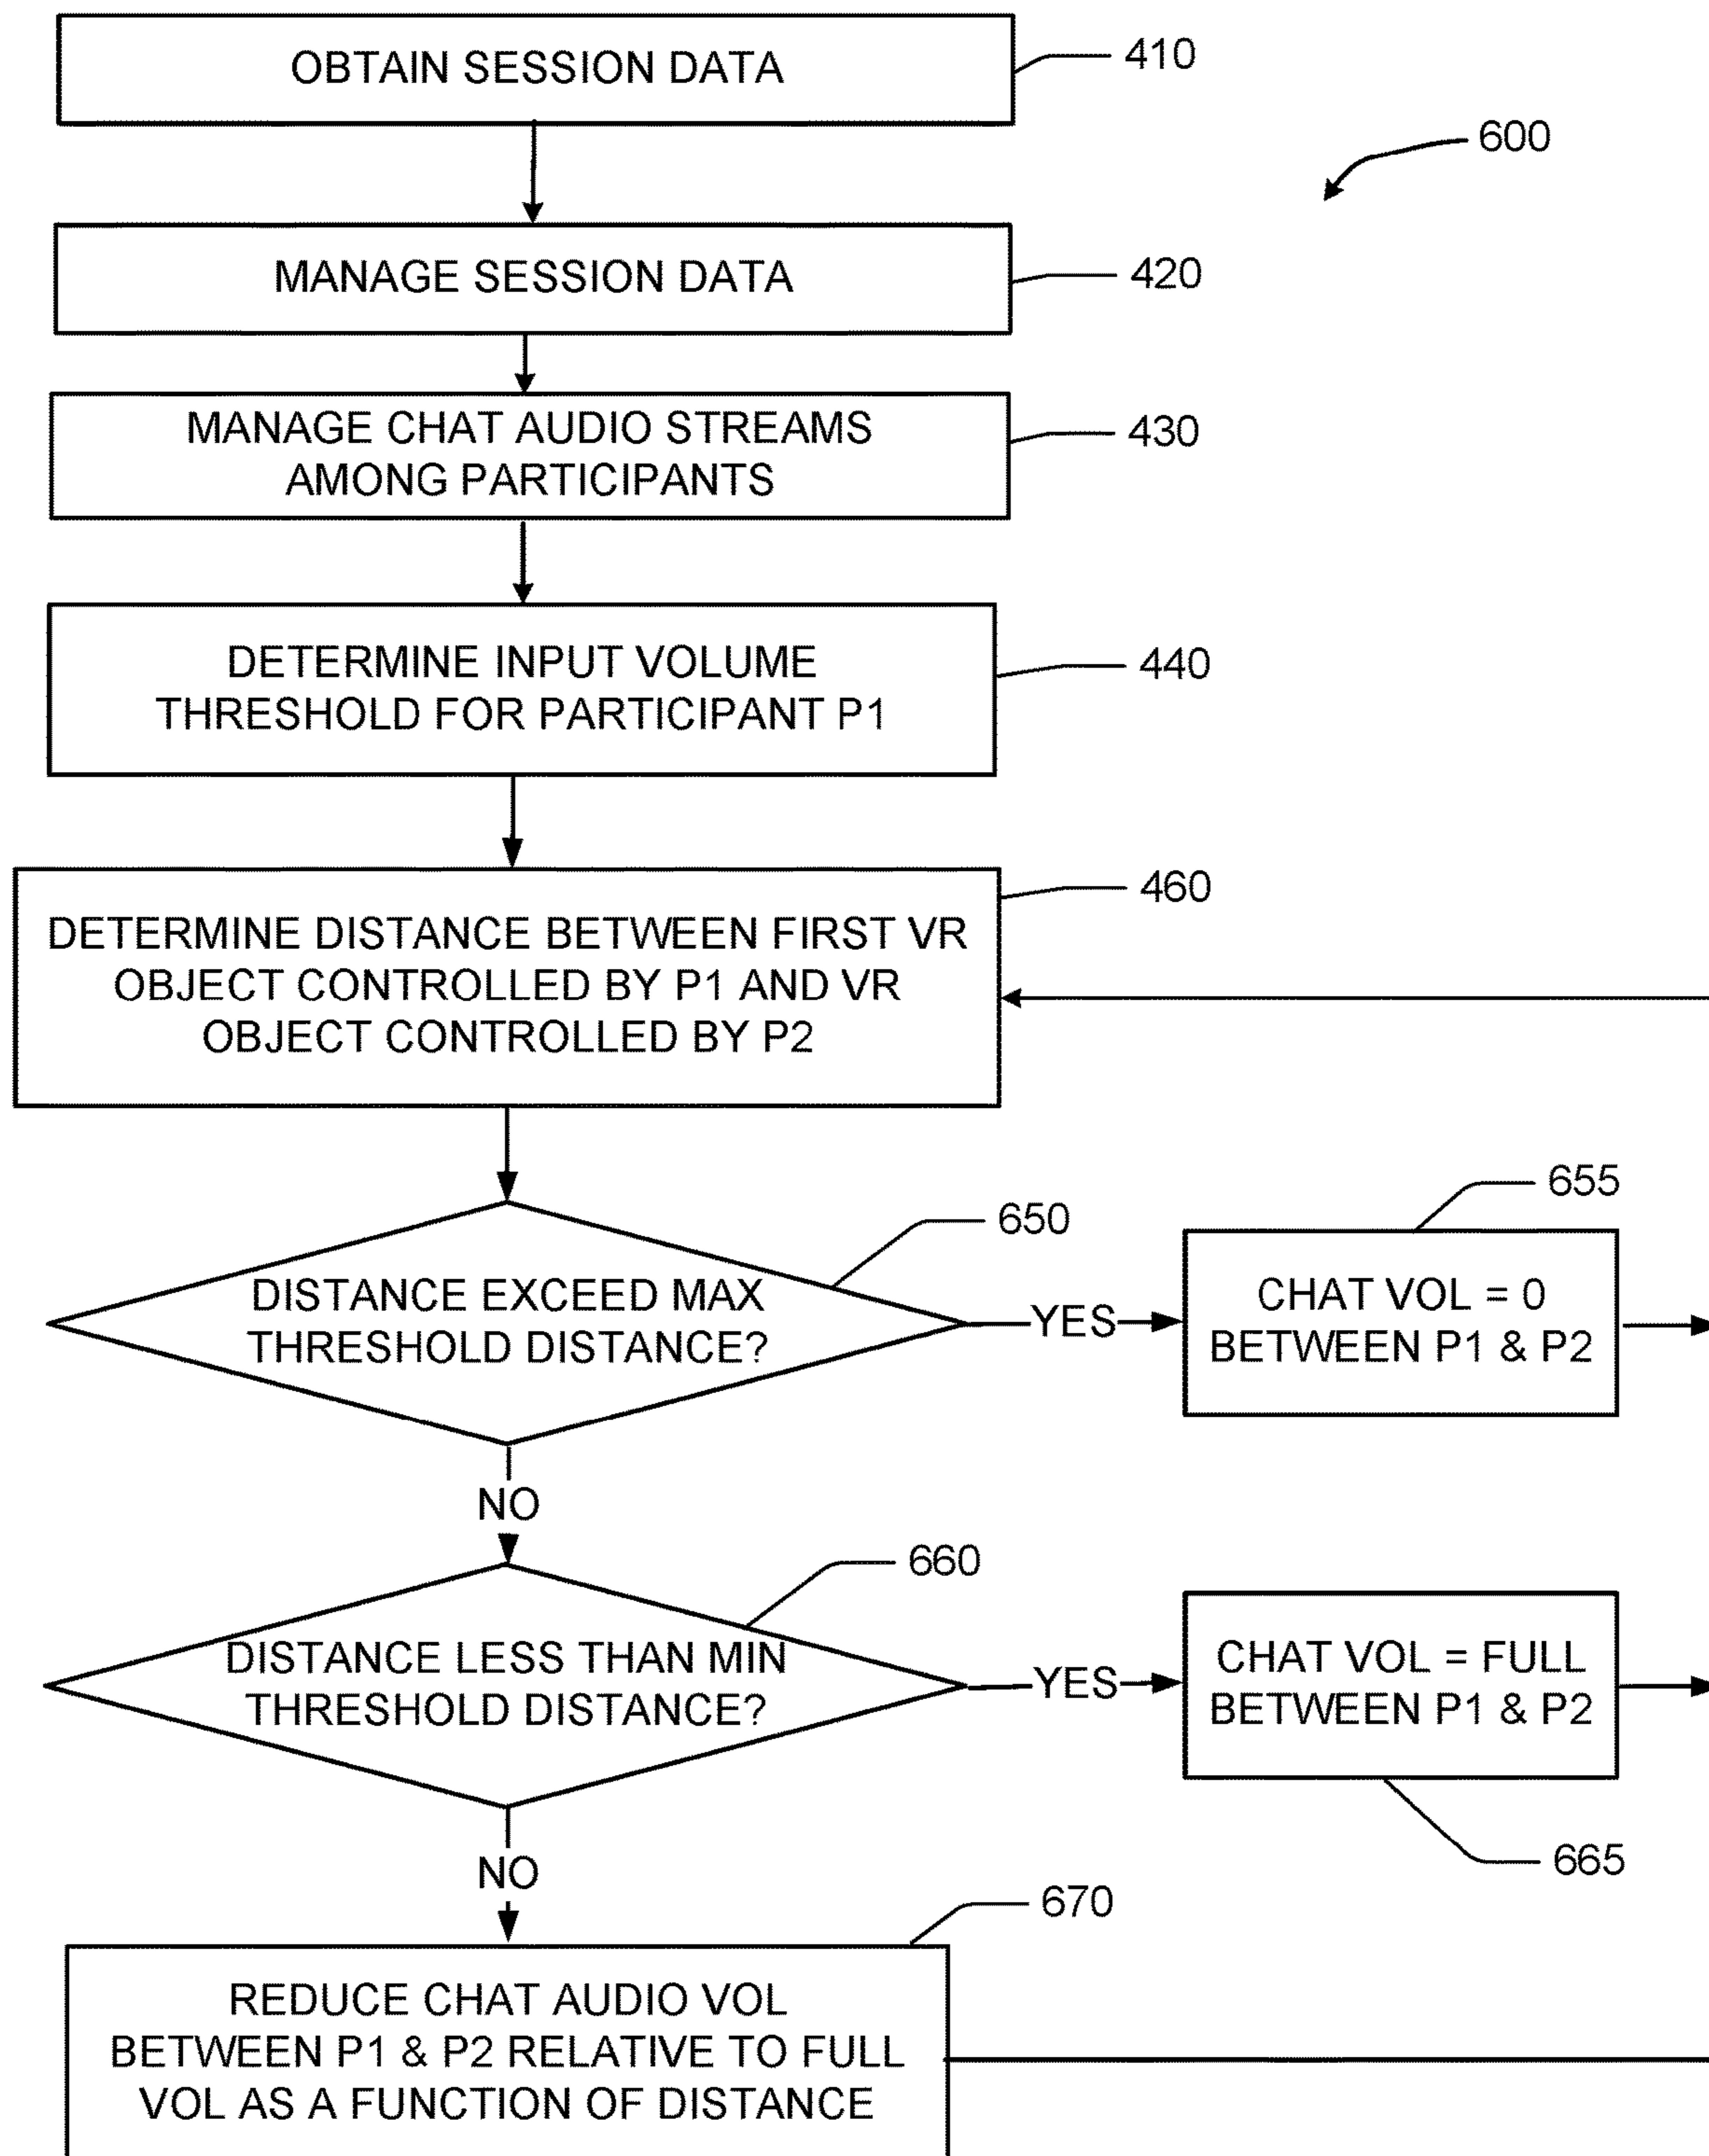 OBTAIN SESSION DATA
410
600
MANAGE SESSION DATA
420
MANAGE CHAT AUDIO STREAMS
AMONG PARTICIPANTS
430
DETERMINE INPUT VOLUME
THRESHOLD FOR PARTICIPANT P1
440
DETERMINE DISTANCE BETWEEN FIRST VR
OBJECT CONTROLLED BY P1 AND VR
OBJECT CONTROLLED BY P2
460
DISTANCE EXCEED MAX
THRESHOLD DISTANCE?
650
YES
CHAT VOL = 0
BETWEEN P1 & P2
655
NO
DISTANCE LESS THAN MIN
THRESHOLD DISTANCE?
660
YES
CHAT VOL = FULL
BETWEEN P1 & P2
665
NO
REDUCE CHAT AUDIO VOL
BETWEEN P1 & P2 RELATIVE TO FULL
VOL AS A FUNCTION OF DISTANCE
670